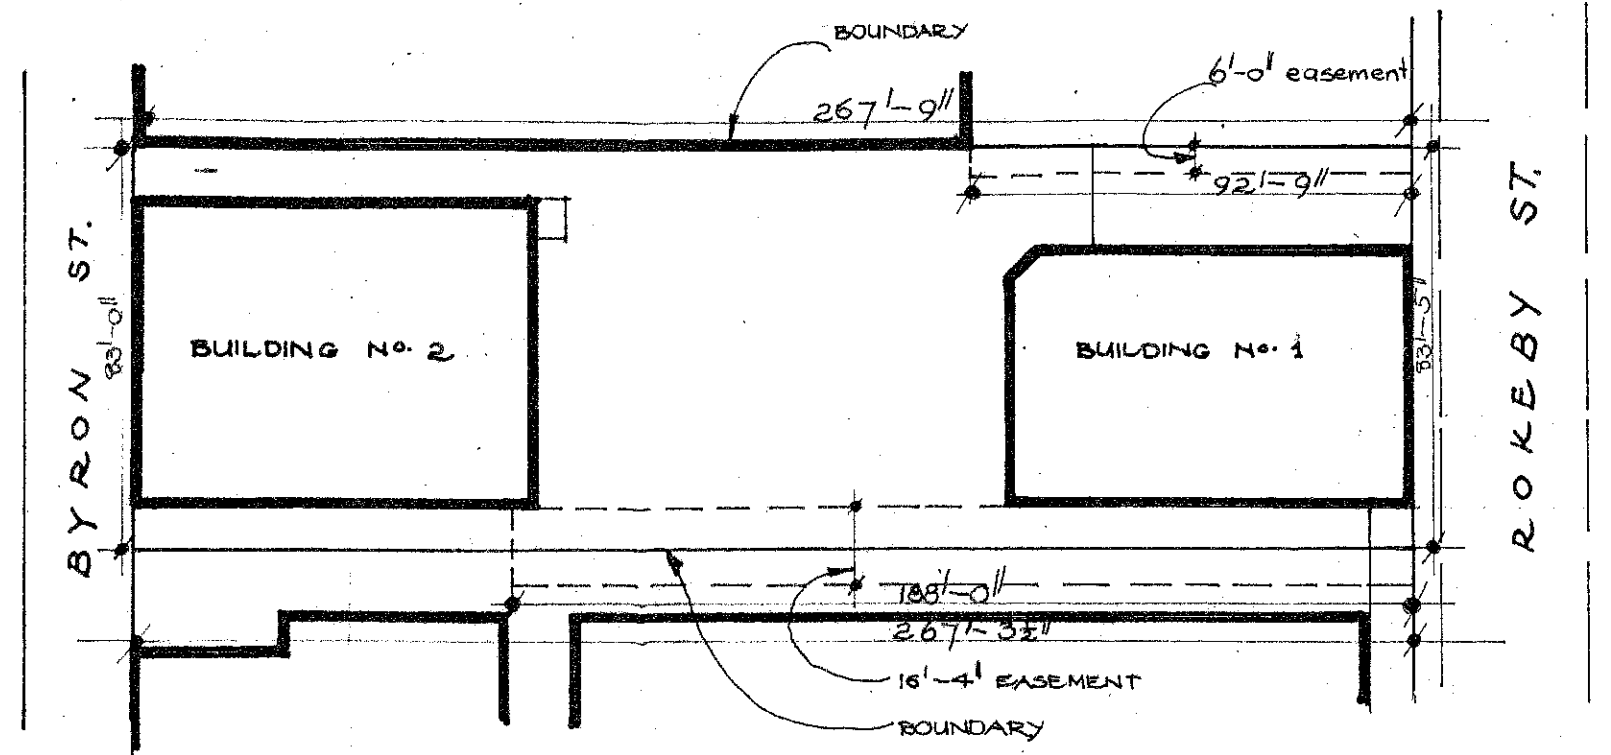 BOUNDARY
6'-0" easement
267'-9"
92'-9"
BYRON ST.
83'-0"
BUILDING No. 2
BUILDING No. 1
83'-5"
ROKEBY ST.
188'-0"
267'-3½"
16'-4" EASEMENT
BOUNDARY